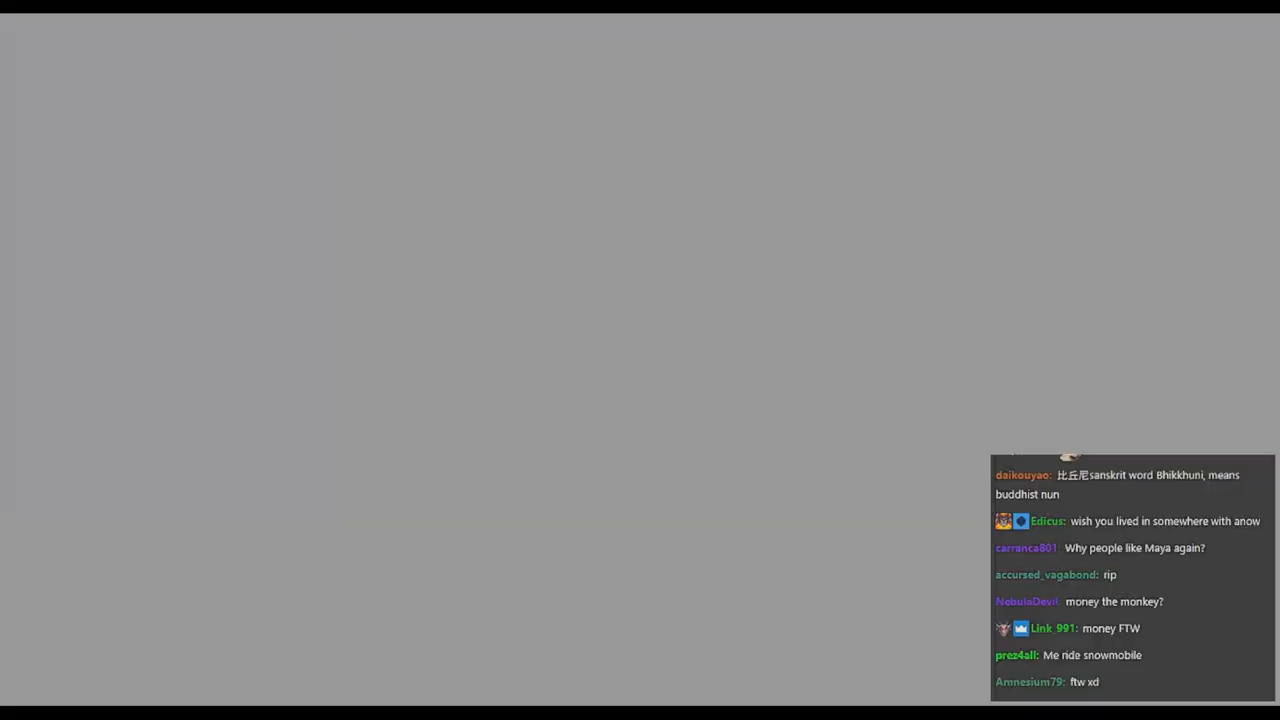 daikouyao: 比丘尼sanskrit word Bhikkhuni, means
buddhist nun
Edicus: wish you lived in somewhere with anow
carranca801 Why people like Maya again?
accursed_vagabond: rip
NebulaDevil: money the monkey?
Link_991: money FTW
prez4all: Me ride snowmobile
Amnesium79: ftw xd